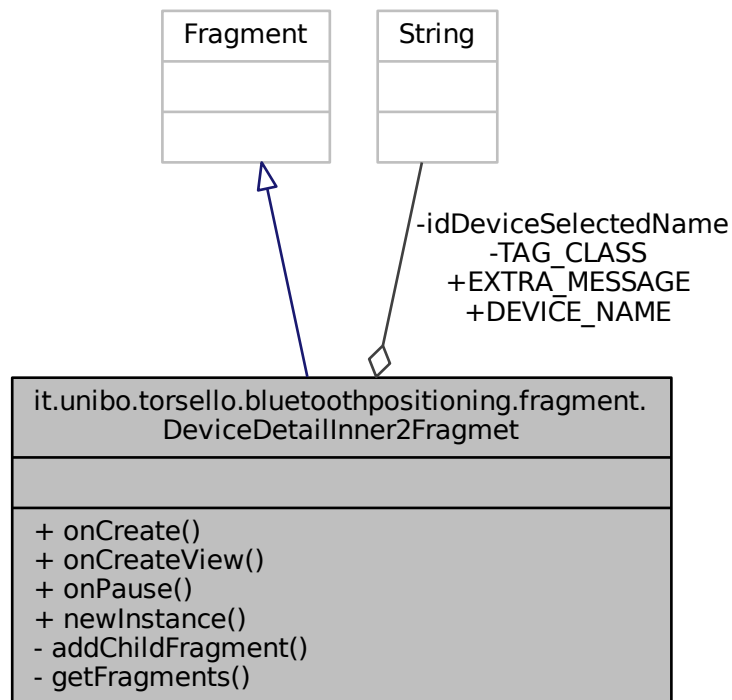 Fragment
String
-idDeviceSelectedName
-TAG_CLASS
+EXTRA_MESSAGE
+DEVICE_NAME
it.unibo.torsello.bluetoothpositioning.fragment.
DeviceDetailInner2Fragmet
+ onCreate()
+ onCreateView()
+ onPause()
+ newInstance()
- addChildFragment()
- getFragments()